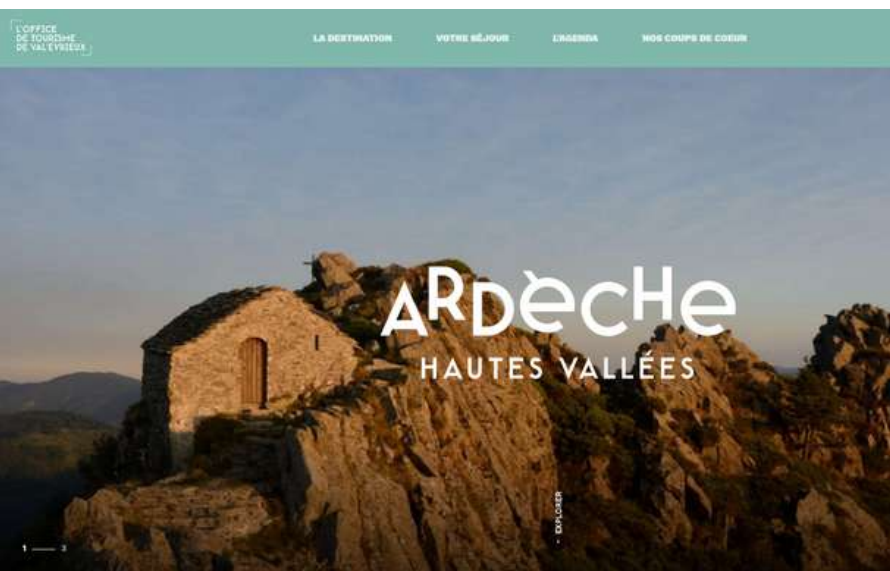 L'OFFICE
DE TOURISME
DE VAL'EYRIEUX
LA DESTINATION
VOTRE SÉJOUR
L'AGENDA
NOS COUPS DE COEUR
ARDÈCHE
HAUTES VALLÉES
EXPLORER
1 3